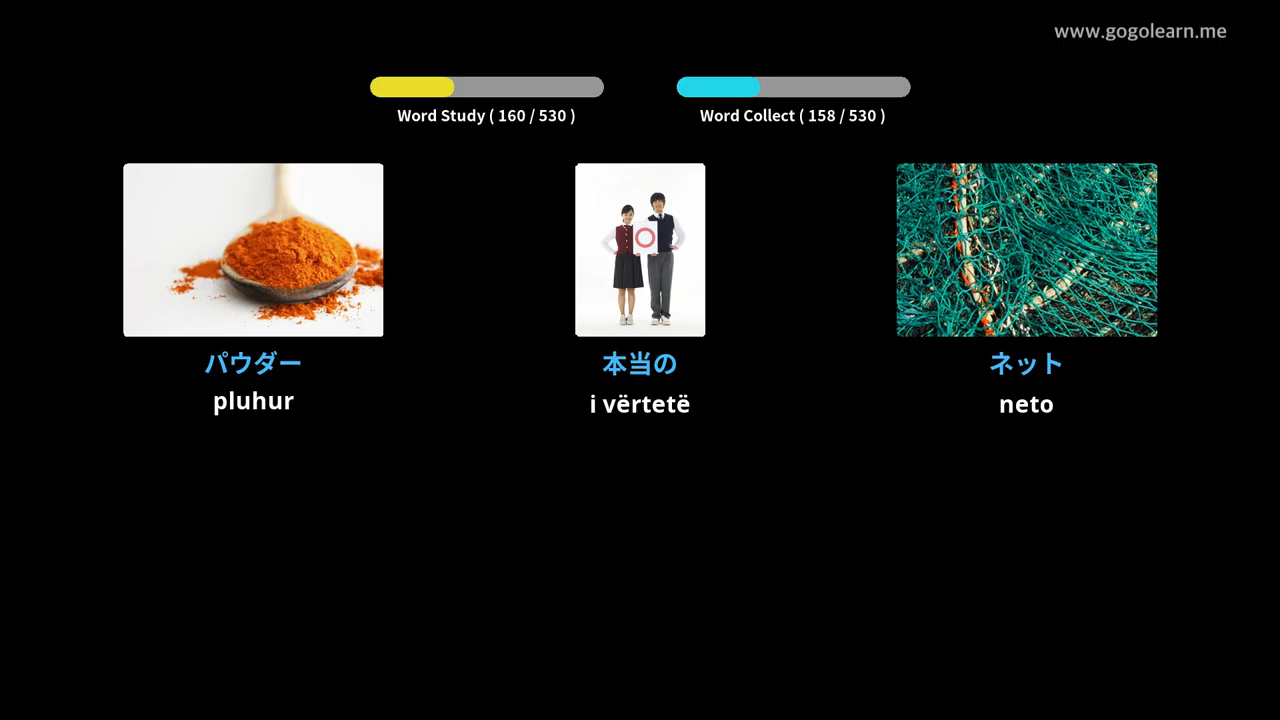 www.gogolearn.me
Word Study ( 160 / 530 )
Word Collect ( 158 / 530 )
パウダー
本当の
ネット
pluhur
i vërtetë
neto